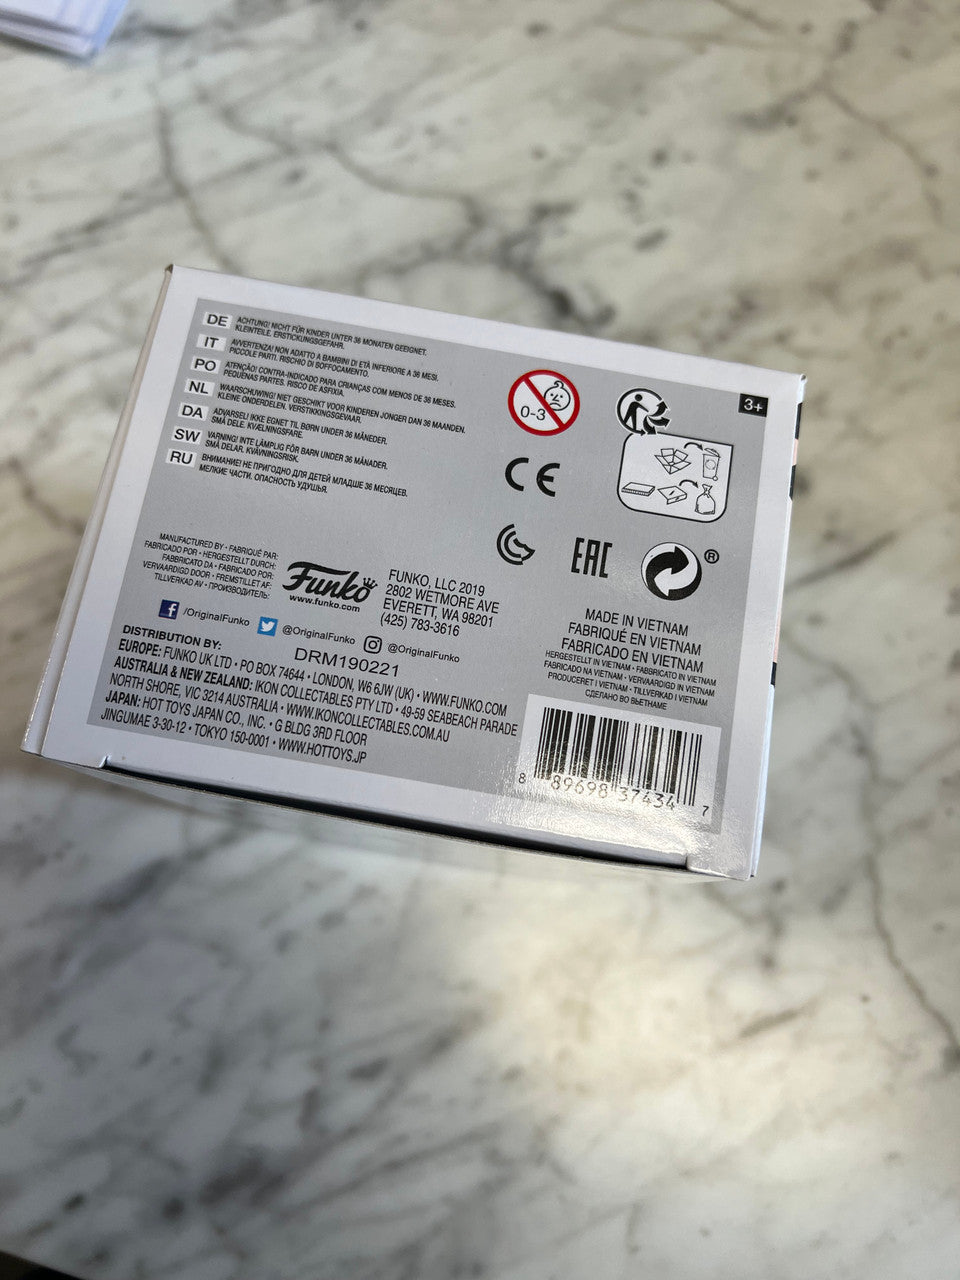 DE ACHTUNG! NICHT FÜR KINDER UNTER 36 MONATEN GEEIGNET.
KLEINTEILE. ERSTICKUNGSGEFAHR.
IT AVVERTENZA! NON ADATTO A BAMBINI DI ETÀ INFERIORE A 36 MESI.
PICCOLE PARTI. RISCHIO DI SOFFOCAMENTO.
PO ATENÇÃO! CONTRA-INDICADO PARA CRIANÇAS COM MENOS DE 36 MESES.
PEQUENAS PARTES. RISCO DE ASFIXIA.
NL WAARSCHUWING! NIET GESCHIKT VOOR KINDEREN JONGER DAN 36 MAANDEN.
KLEINE ONDERDELEN. VERSTIKKINGSGEVAAR.
DA ADVARSEL! IKKE EGNET TIL BØRN UNDER 36 MÅNEDER.
SMÅ DELE. KVÆLNINGSFARE.
SW VARNING! INTE LÄMPLIG FÖR BARN UNDER 36 MÅNADER.
SMÅ DELAR. KVÄVNINGSRISK.
RU ВНИМАНИЕ! НЕ ПРИГОДНО ДЛЯ ДЕТЕЙ МЛАДШЕ 36 МЕСЯЦЕВ.
МЕЛКИЕ ЧАСТИ. ОПАСНОСТЬ УДУШЬЯ.
0-3
3+
CE
EAC
®
MANUFACTURED BY • FABRIQUÉ PAR:
FABRICADO POR • HERGESTELLT DURCH:
FABBRICATO DA • FABRICADO POR:
VERVAARDIGD DOOR • FREMSTILLET AF:
TILLVERKAD AV • ПРОИЗВОДИТЕЛЬ:
Funko
www.funko.com
FUNKO, LLC 2019
2802 WETMORE AVE
EVERETT, WA 98201
(425) 783-3616
/OriginalFunko @OriginalFunko @OriginalFunko
DRM190221
DISTRIBUTION BY:
EUROPE: FUNKO UK LTD • PO BOX 74644 • LONDON, W6 6JW (UK) • WWW.FUNKO.COM
AUSTRALIA & NEW ZEALAND: IKON COLLECTABLES PTY LTD • 49-59 SEABEACH PARADE
NORTH SHORE, VIC 3214 AUSTRALIA • WWW.IKONCOLLECTABLES.COM.AU
JAPAN: HOT TOYS JAPAN CO., INC. • G BLDG 3RD FLOOR
JINGUMAE 3-30-12 • TOKYO 150-0001 • WWW.HOTTOYS.JP
MADE IN VIETNAM
FABRIQUÉ EN VIETNAM
FABRICADO EN VIETNAM
HERGESTELLT IN VIETNAM • FABBRICATO IN VIETNAM
FABRICADO NA VIETNAM • VERVAARDIGD IN VIETNAM
PRODUCERET I VIETNAM • TILLVERKAD I VIETNAM
СДЕЛАНО ВО ВЬЕТНАМЕ
8 89698 37434 7